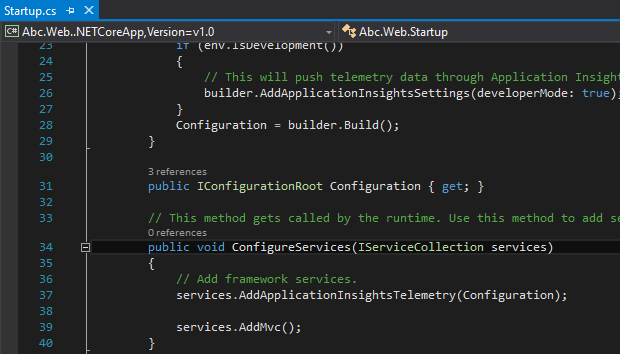 Startup.cs
Abc.Web..NETCoreApp,Version=v1.0 Abc.Web.Startup
23 if (env.IsDevelopment())
24 {
25 // This will push telemetry data through Application Insigh
26 builder.AddApplicationInsightsSettings(developerMode: true);
27 }
28 Configuration = builder.Build();
29 }
30
3 references
31 public IConfigurationRoot Configuration { get; }
32
33 // This method gets called by the runtime. Use this method to add se
0 references
34 public void ConfigureServices(IServiceCollection services)
35 {
36 // Add framework services.
37 services.AddApplicationInsightsTelemetry(Configuration);
38
39 services.AddMvc();
40 }